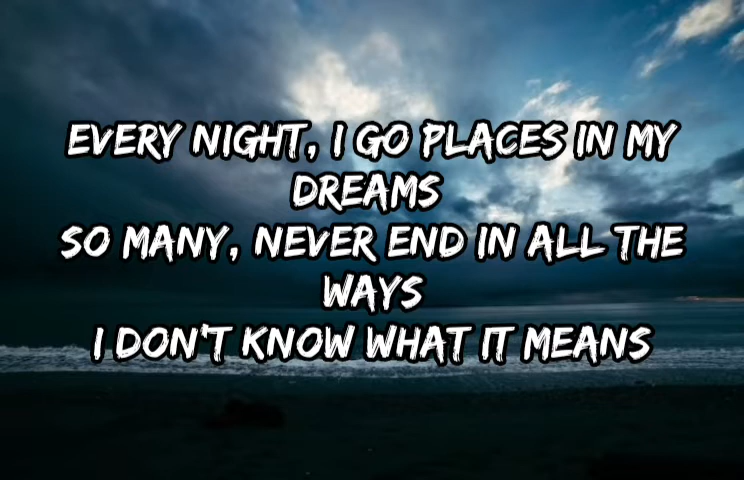 EVERY NIGHT, I GO PLACES IN MY
DREAMS
SO MANY, NEVER END IN ALL THE
WAYS
I DON'T KNOW WHAT IT MEANS